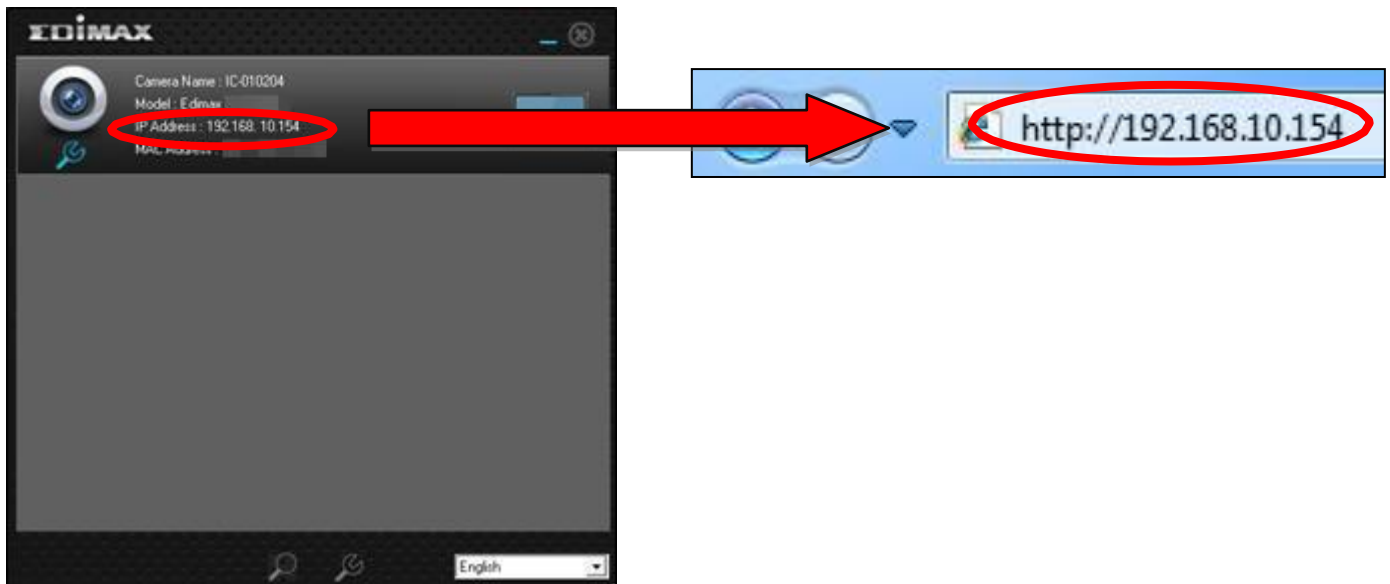 EDIMAX
Camera Name : IC-010204
Model : Edimax
IP Address : 192.168. 10.154
MAC Address :
http://192.168.10.154
English